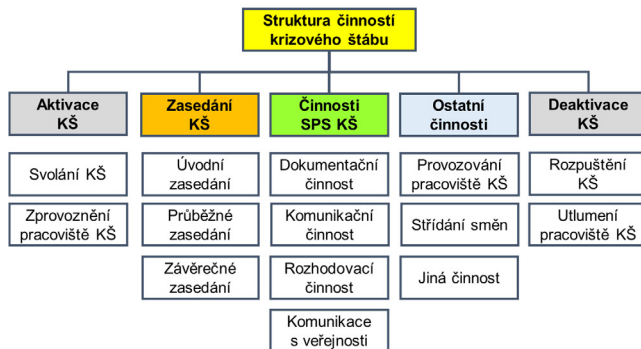 Struktura činností
krizového štábu
Aktivace
KŠ
Zasedání
KŠ
Činnosti
SPS KŠ
Ostatní
činnosti
Deaktivace
KŠ
Svolání KŠ
Úvodní
zasedání
Dokumentační
činnost
Provozování
pracoviště KŠ
Rozpuštění
KŠ
Zprovoznění
pracoviště KŠ
Průběžné
zasedání
Komunikační
činnost
Střídání směn
Utlumení
pracoviště KŠ
Závěrečné
zasedání
Rozhodovací
činnost
Jiná činnost
Komunikace
s veřejnosti